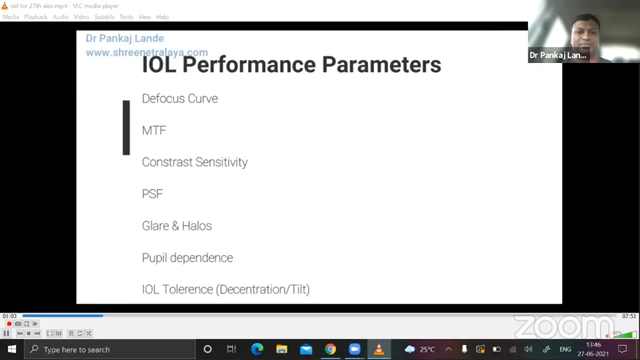 vid for 27th aioc.mp4 - VLC media player
Media Playback Audio Video Subtitle Tools View Help
Dr Pankaj Lande
www.shreenetralaya.com
Dr Pankaj Lan...
IOL Performance Parameters
Defocus Curve
MTF
Constrast Sensitivity
PSF
Glare & Halos
Pupil dependence
IOL Tolerence (Decentration/Tilt)
01:03
07:51
zoom
Type here to search
25°C
ENG
13:46
27-06-2021